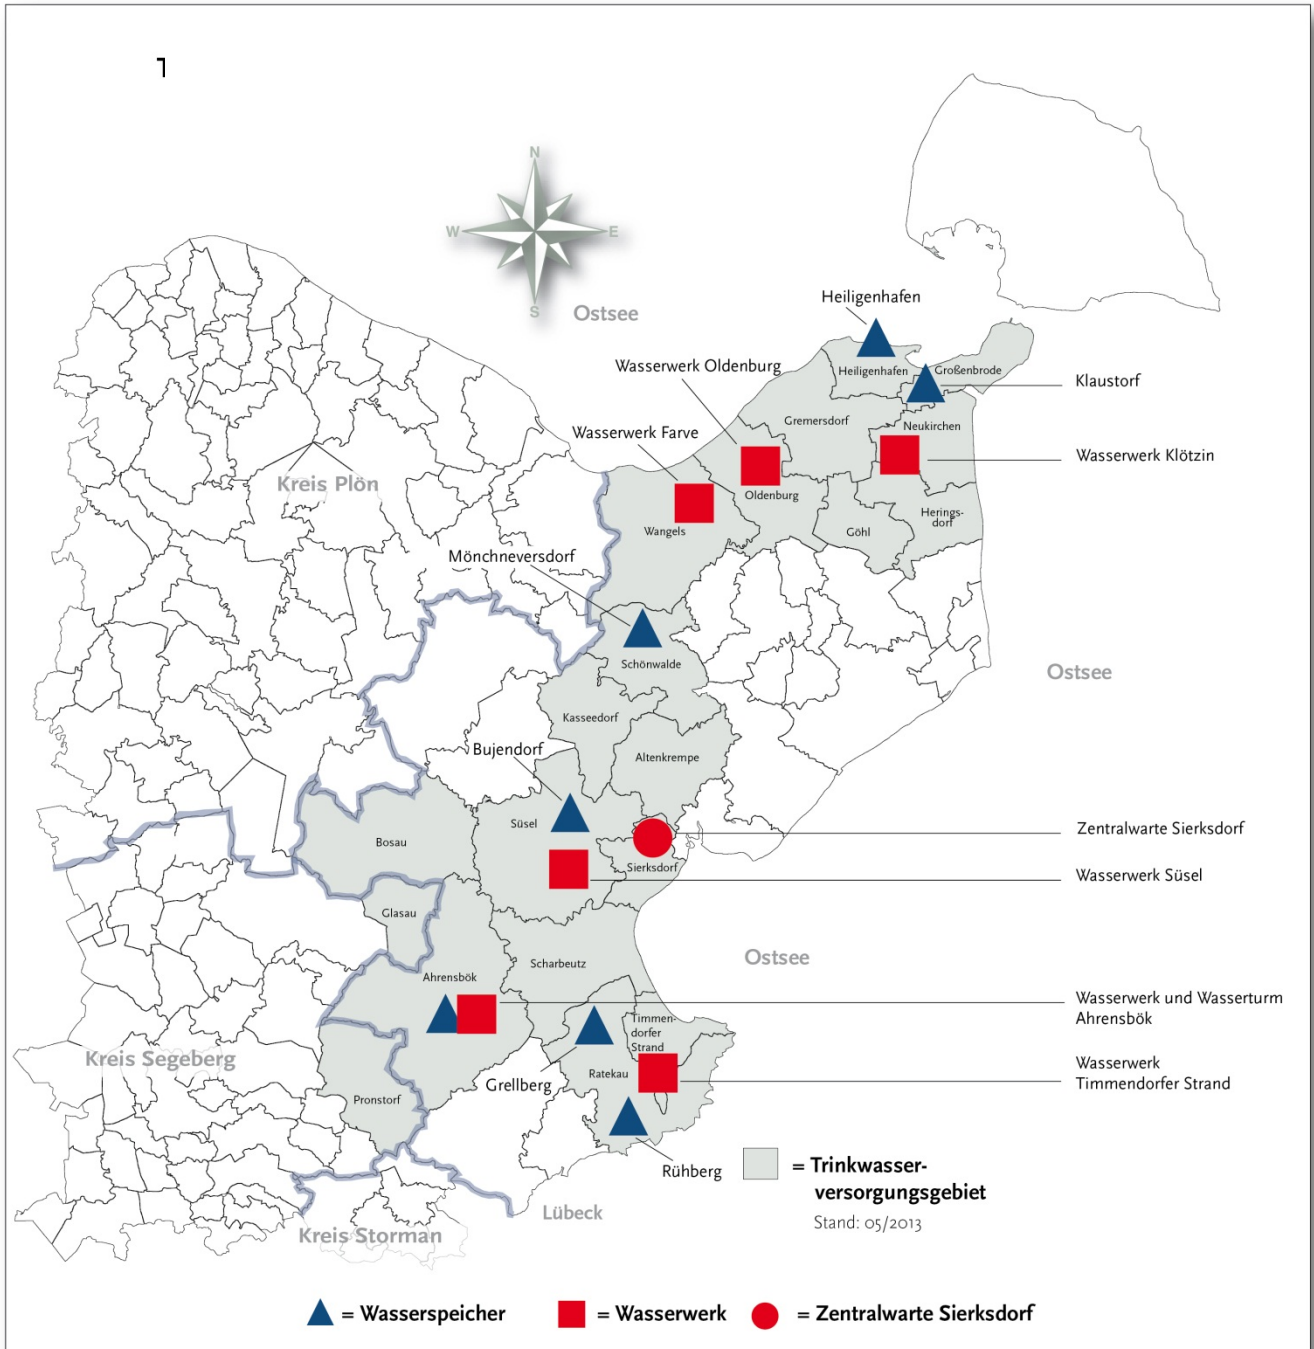 N
W
E
S
Ostsee
Heiligenhafen
Wasserwerk Oldenburg
Heiligenhafen
Großenbrode
Klaustorf
Gremersdorf
Neukirchen
Wasserwerk Farve
Wasserwerk Klötzin
Kreis Plön
Oldenburg
Wangels
Göhl
Herings-
dorf
Mönchneversdorf
Schönwalde
Ostsee
Kasseedorf
Bujendorf
Altenkrempe
Süsel
Zentralwarte Sierksdorf
Bosau
Sierksdorf
Wasserwerk Süsel
Glasau
Ostsee
Scharbeutz
Ahrensbök
Wasserwerk und Wasserturm
Ahrensbök
Timmen-
dorfer
Strand
Kreis Segeberg
Wasserwerk
Timmendorfer Strand
Ratekau
Grellberg
Pronstorf
Rühberg
= Trinkwasser-
versorgungsgebiet
Stand: 05/2013
Lübeck
Kreis Storman
= Wasserspeicher
= Wasserwerk
= Zentralwarte Sierksdorf